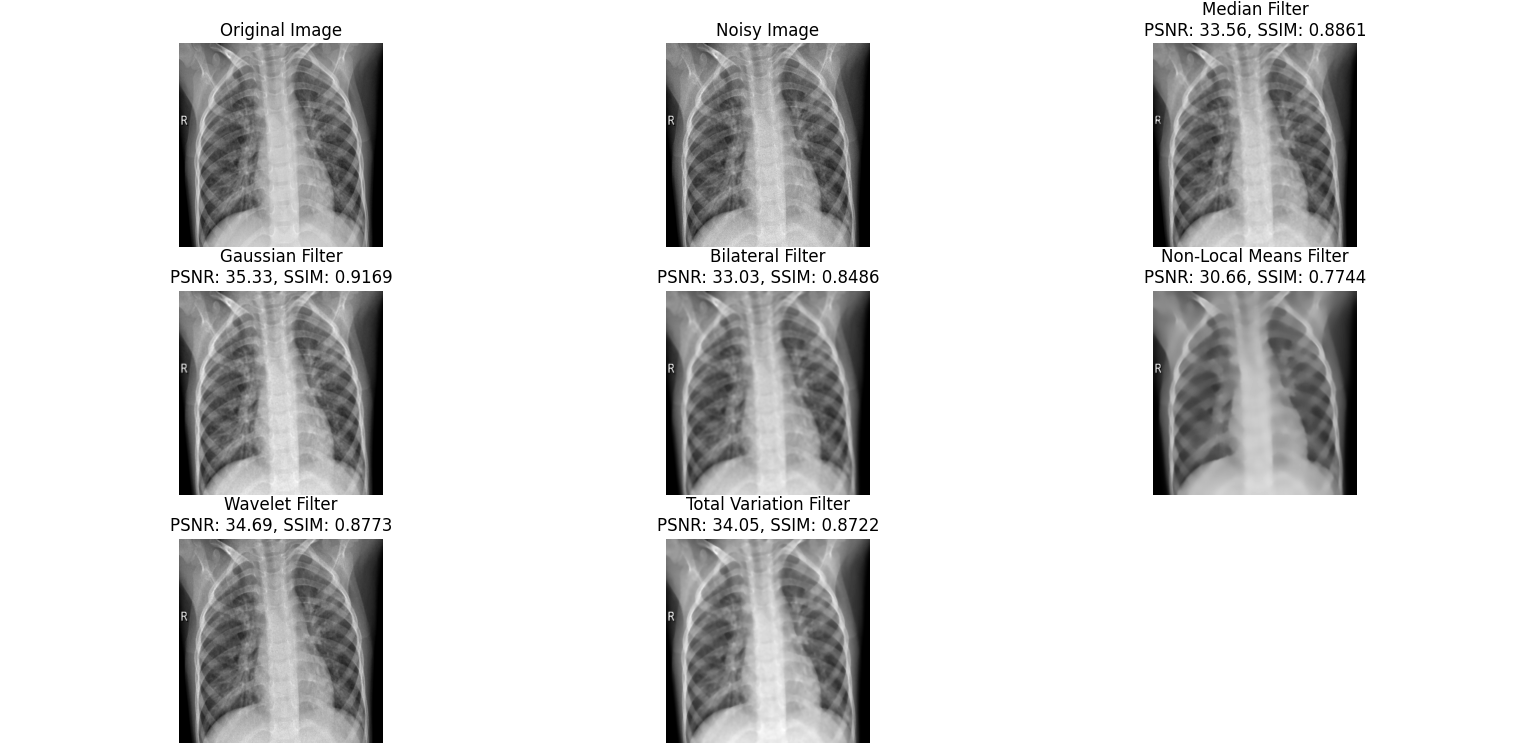 Original Image
R
Noisy Image
R
Median Filter
PSNR: 33.56, SSIM: 0.8861
R
Gaussian Filter
PSNR: 35.33, SSIM: 0.9169
R
Bilateral Filter
PSNR: 33.03, SSIM: 0.8486
R
Non-Local Means Filter
PSNR: 30.66, SSIM: 0.7744
R
Wavelet Filter
PSNR: 34.69, SSIM: 0.8773
R
Total Variation Filter
PSNR: 34.05, SSIM: 0.8722
R